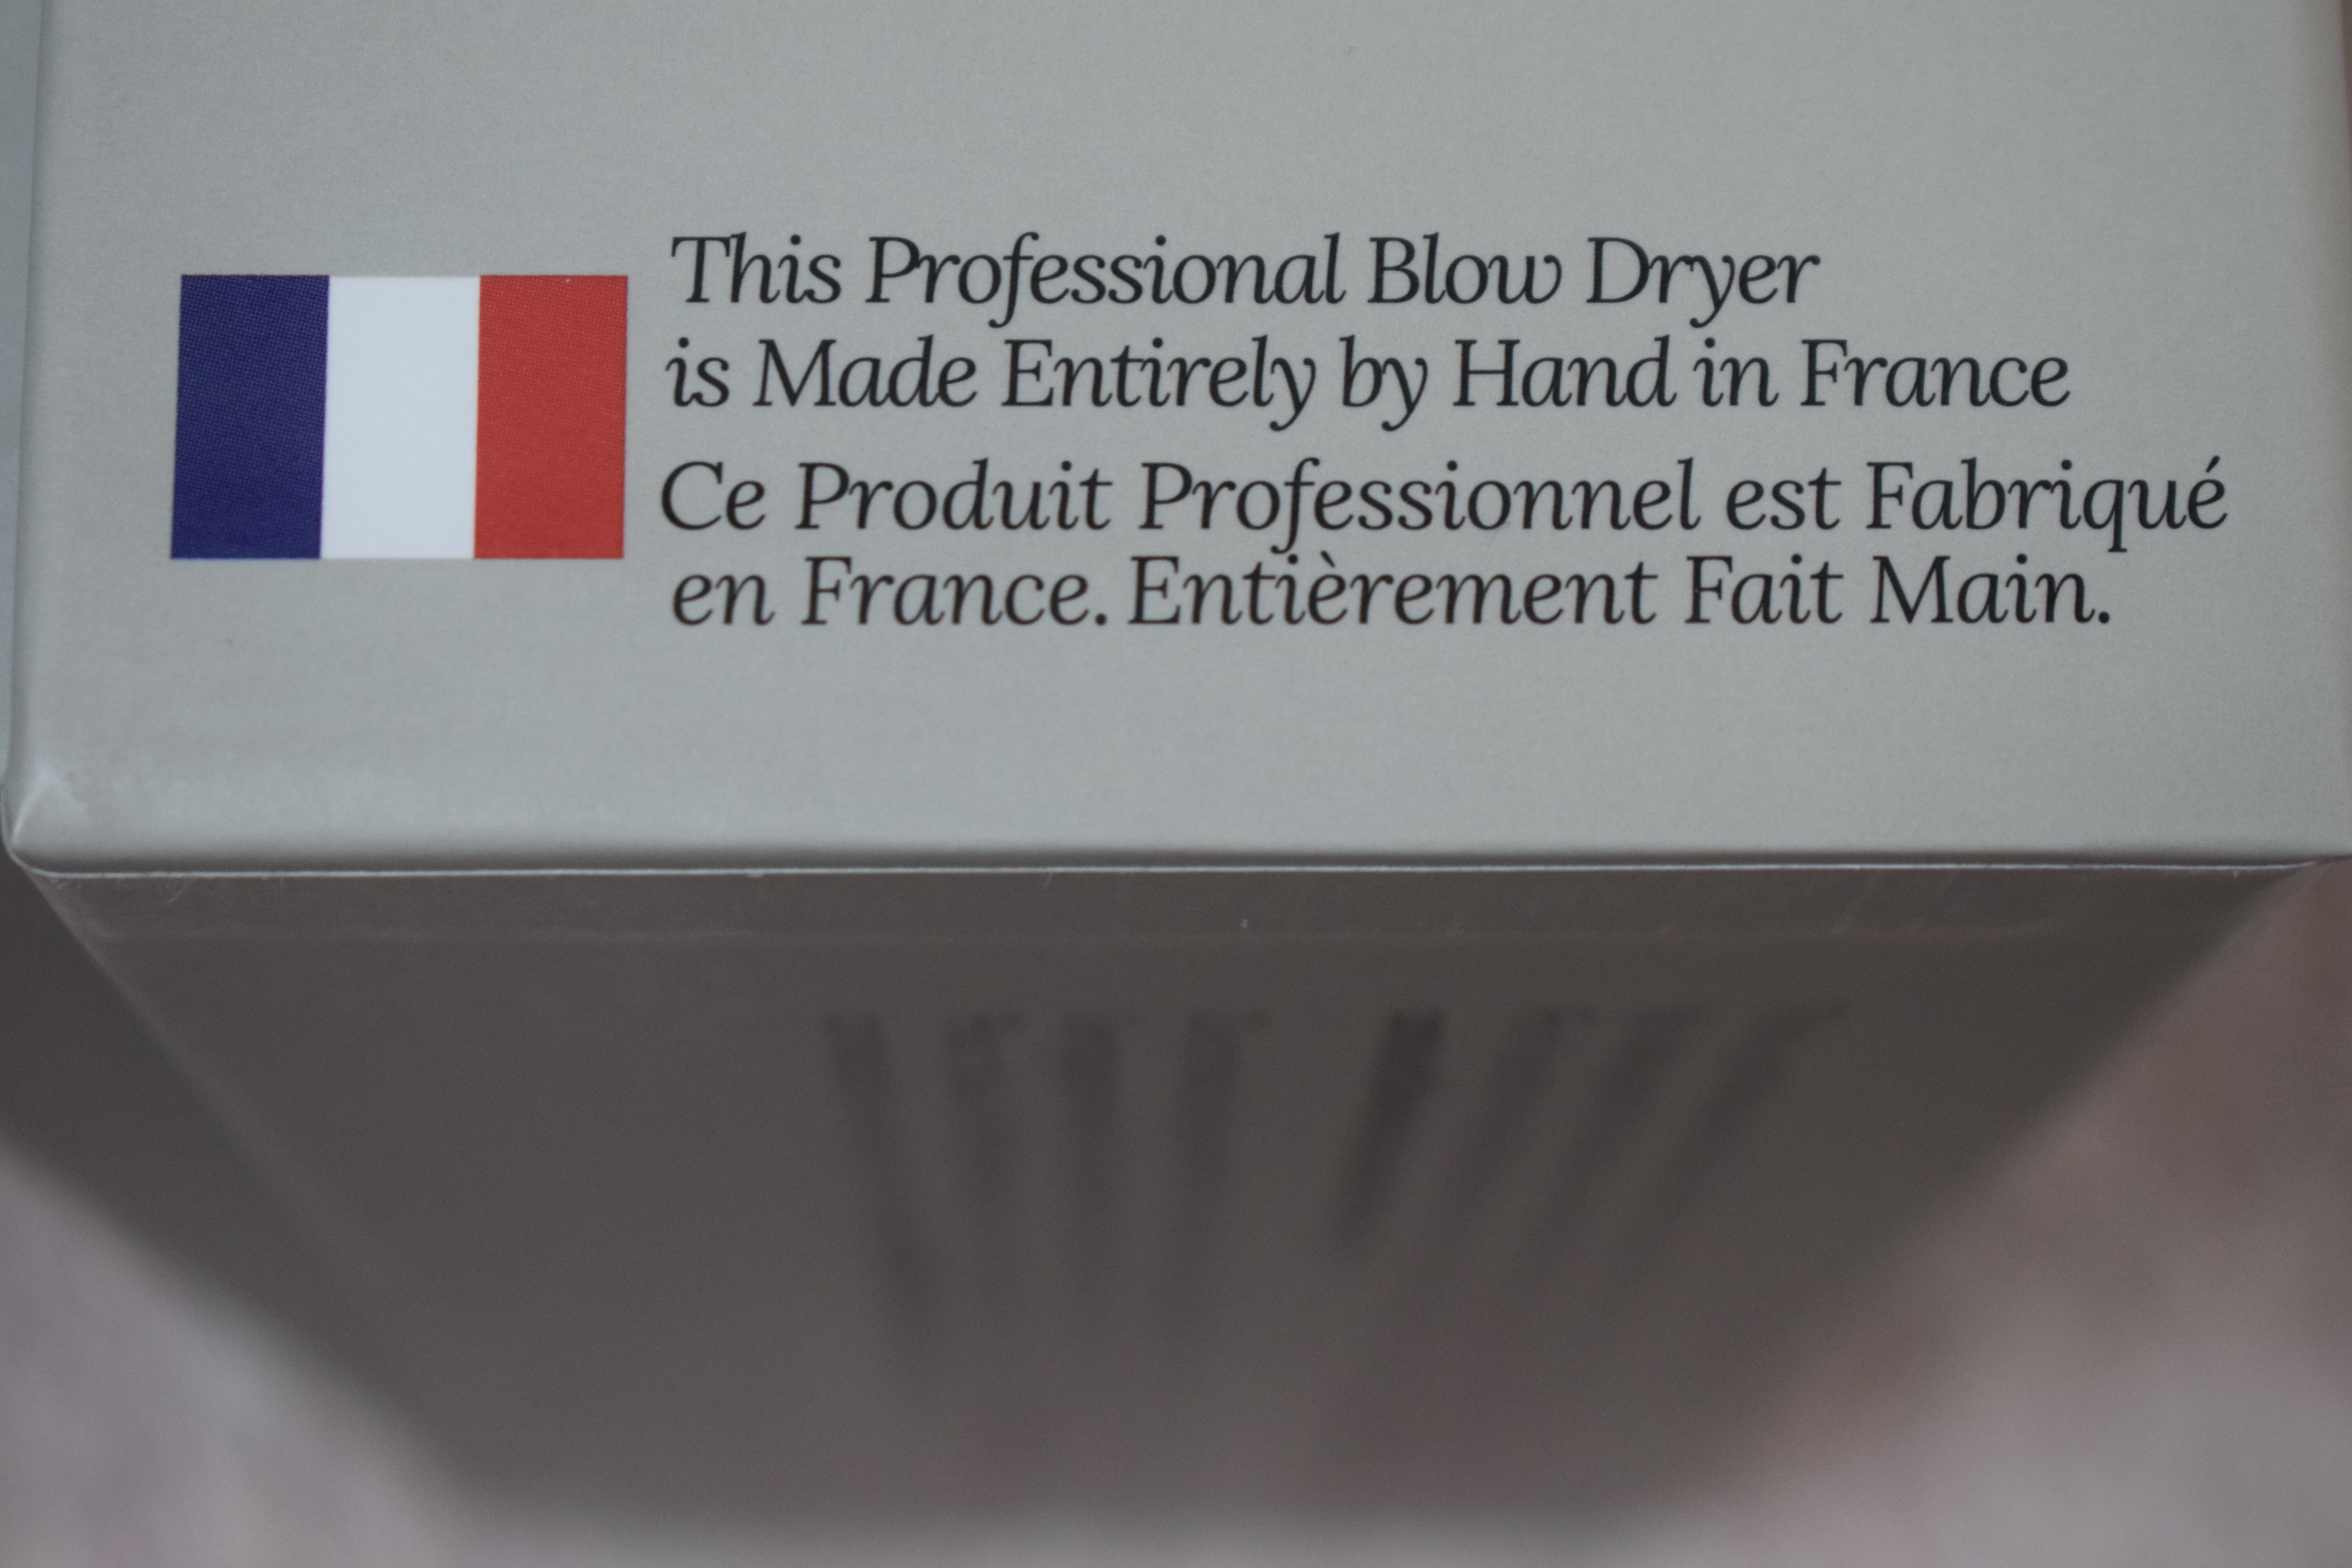 This Professional Blow Dryer
is Made Entirely by Hand in France
Ce Produit Professionnel est Fabriqué
en France. Entièrement Fait Main.